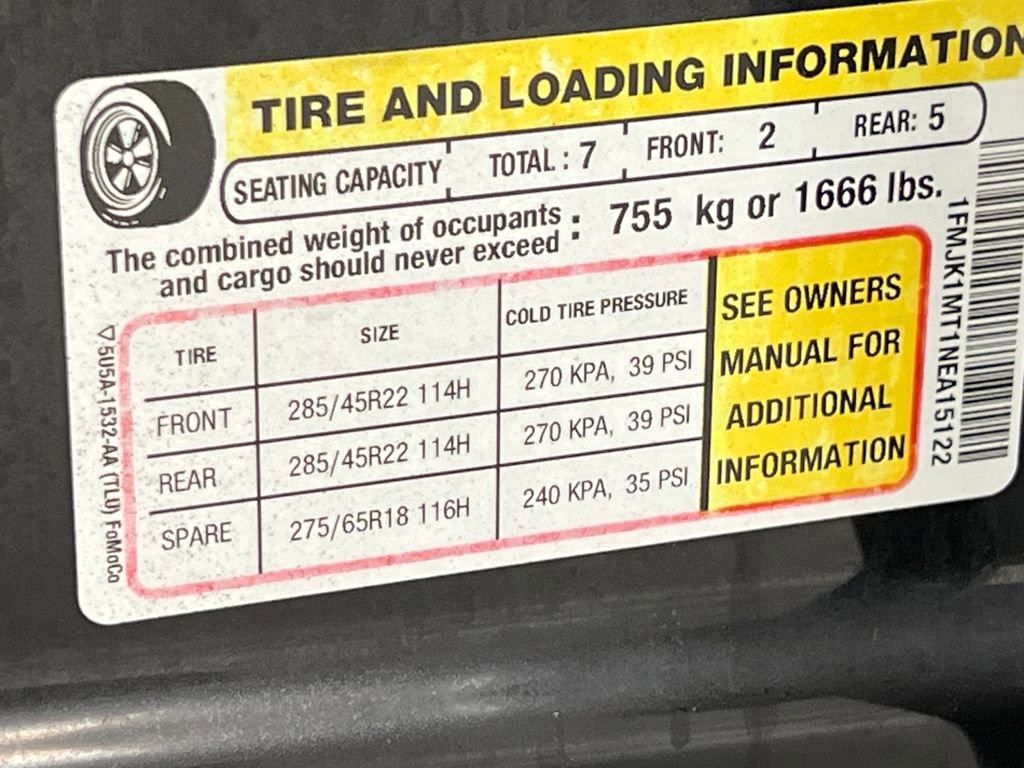 TIRE AND LOADING INFORMATION
SEATING CAPACITY TOTAL : 7 FRONT: 2 REAR: 5
The combined weight of occupants
and cargo should never exceed : 755 kg or 1666 lbs.
TIRE SIZE COLD TIRE PRESSURE
FRONT 285/45R22 114H 270 KPA, 39 PSI
REAR 285/45R22 114H 270 KPA, 39 PSI
SPARE 275/65R18 116H 240 KPA, 35 PSI
SEE OWNERS
MANUAL FOR
ADDITIONAL
INFORMATION
5U5A-1532-AA (TLU) FoMoCo
1FMJK1MT1NEA15122